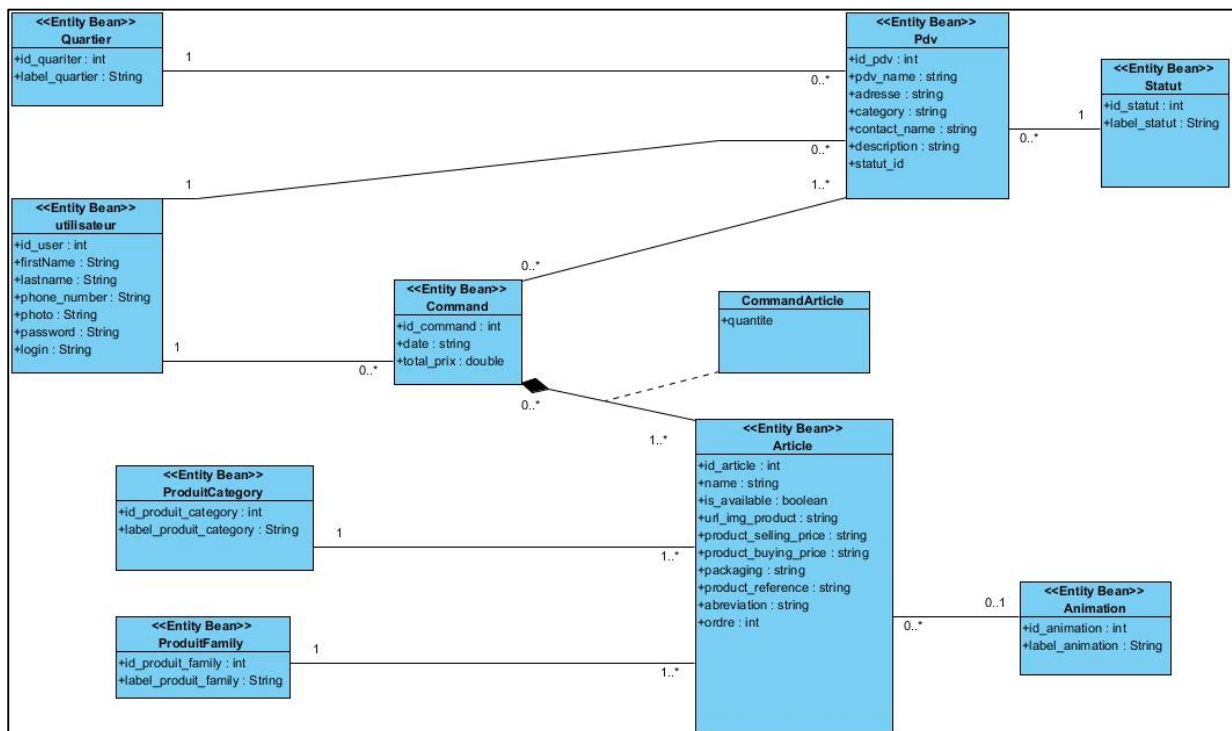 <<Entity Bean>>
Quartier
+id_quariter : int
+label_quartier : String
1
0..*
<<Entity Bean>>
Pdv
+id_pdv : int
+pdv_name : string
+adresse : string
+category : string
+contact_name : string
+description : string
+statut_id
1
0..*
<<Entity Bean>>
Statut
+id_statut : int
+label_statut : String
1
0..*
<<Entity Bean>>
utilisateur
+id_user : int
+firstName : String
+lastname : String
+phone_number : String
+photo : String
+password : String
+login : String
1..*
0..*
1
0..*
<<Entity Bean>>
Command
+id_command : int
+date : string
+total_prix : double
CommandArticle
+quantite
0..*
1..*
<<Entity Bean>>
Article
+id_article : int
+name : string
+is_available : boolean
+url_img_product : string
+product_selling_price : string
+product_buying_price : string
+packaging : string
+product_reference : string
+abreviation : string
+ordre : int
<<Entity Bean>>
ProduitCategory
+id_produit_category : int
+label_produit_category : String
1
1..*
<<Entity Bean>>
ProduitFamily
+id_produit_family : int
+label_produit_family : String
1
1..*
0..1
0..*
<<Entity Bean>>
Animation
+id_animation : int
+label_animation : String